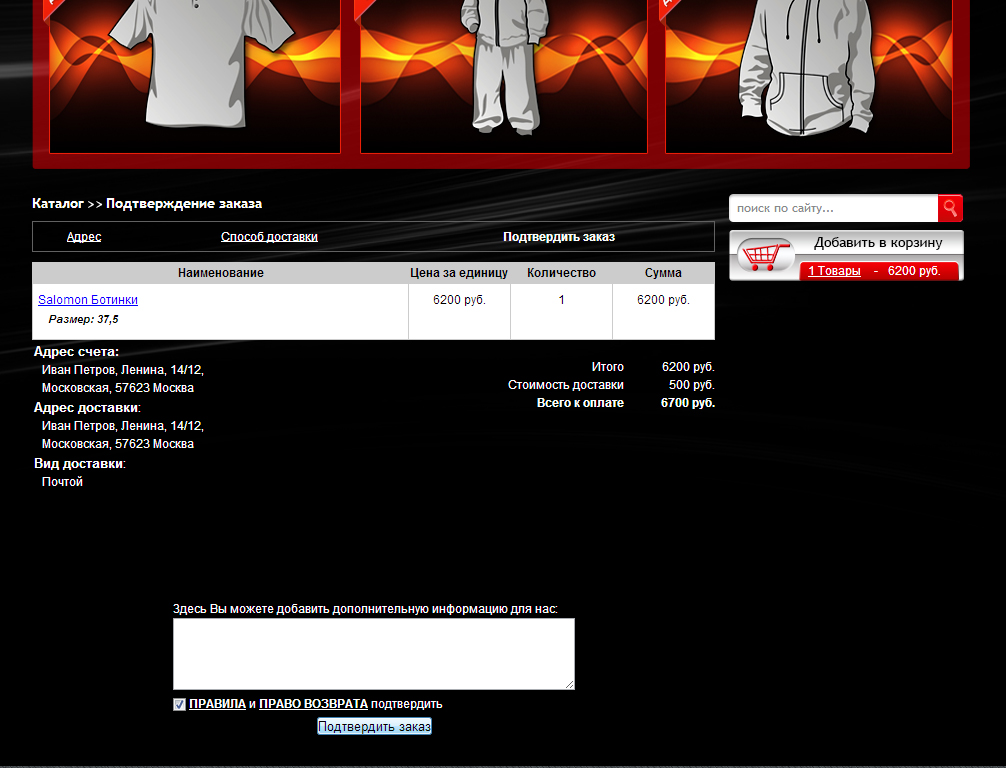 Каталог >> Подтверждение заказа
поиск по сайту...
Адрес Способ доставки Подтвердить заказ
Добавить в корзину
1 Товары - 6200 руб.
Наименование Цена за единицу Количество Сумма
Salomon Ботинки 6200 руб. 1 6200 руб.
Размер: 37,5
Адрес счета:
Иван Петров, Ленина, 14/12,
Московская, 57623 Москва
Адрес доставки:
Иван Петров, Ленина, 14/12,
Московская, 57623 Москва
Вид доставки:
Почтой
Итого 6200 руб.
Стоимость доставки 500 руб.
Всего к оплате 6700 руб.
Здесь Вы можете добавить дополнительную информацию для нас:
ПРАВИЛА и ПРАВО ВОЗВРАТА подтвердить
Подтвердить заказ